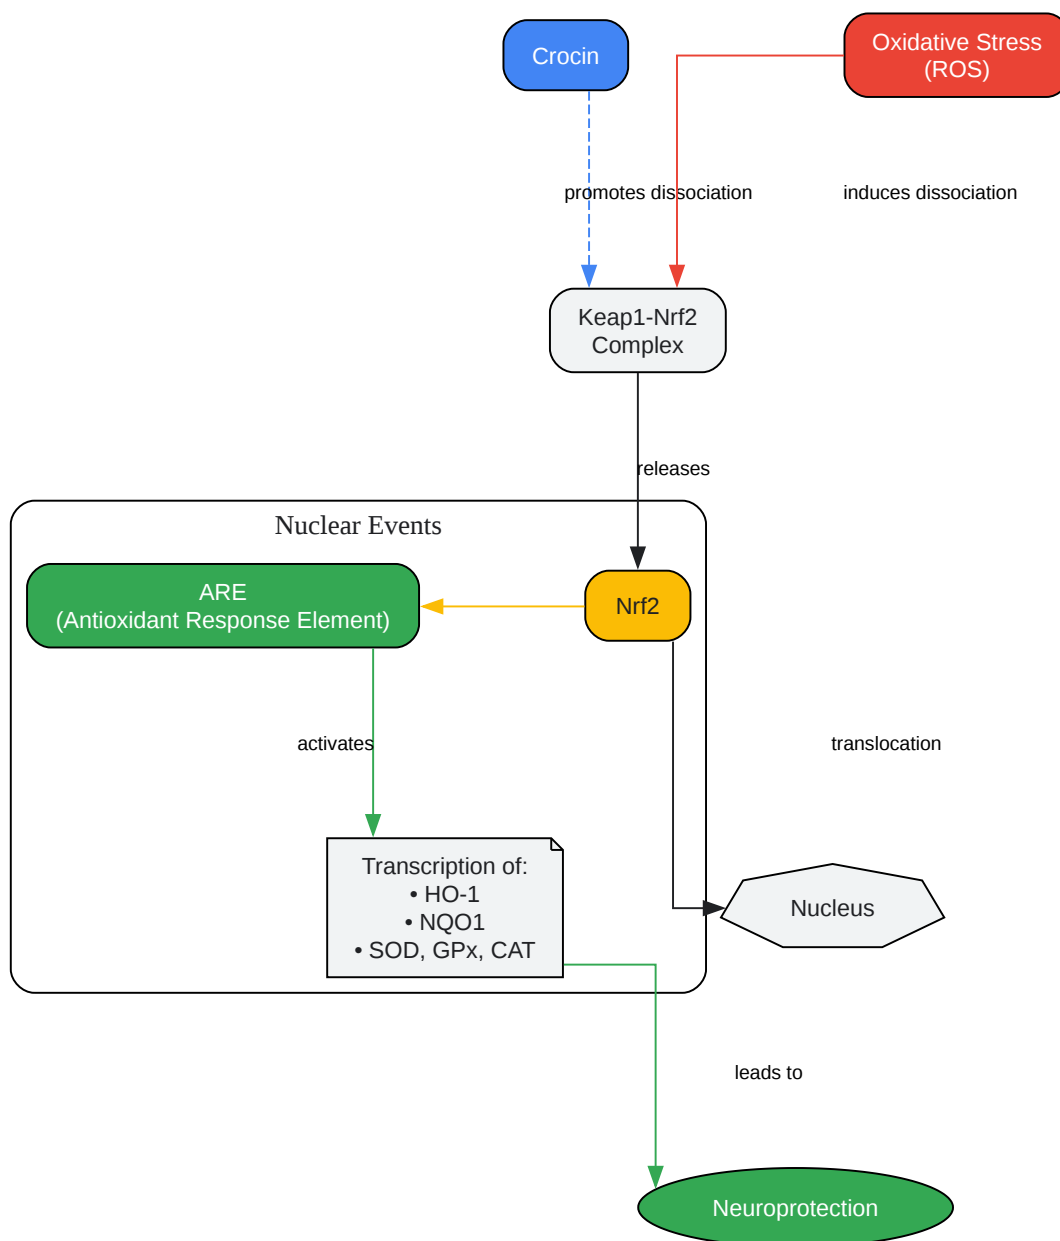 Crocin
Oxidative Stress
(ROS)
promotes dissociation
induces dissociation
Keap1-Nrf2
Complex
releases
Nuclear Events
ARE
(Antioxidant Response Element)
Nrf2
activates
translocation
Transcription of:
• HO-1
• NQO1
• SOD, GPx, CAT
Nucleus
leads to
Neuroprotection